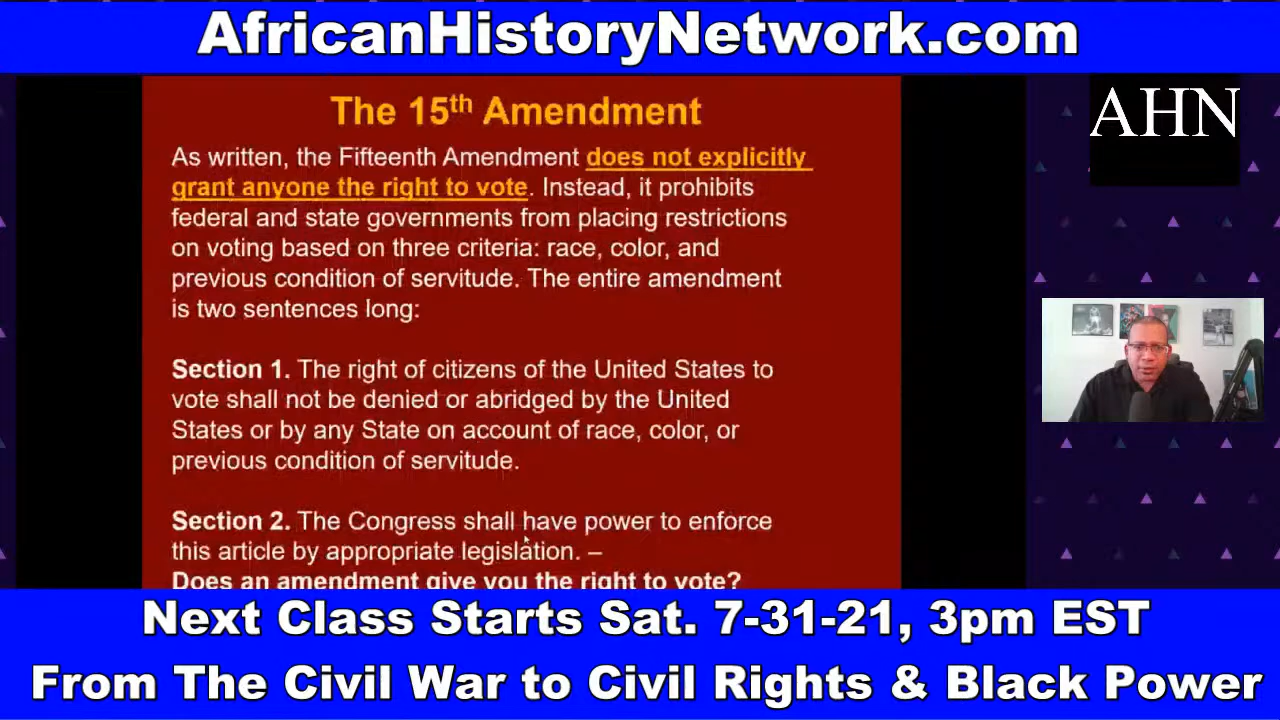 AfricanHistoryNetwork.com
AHN
The 15th Amendment
As written, the Fifteenth Amendment does not explicitly
grant anyone the right to vote. Instead, it prohibits
federal and state governments from placing restrictions
on voting based on three criteria: race, color, and
previous condition of servitude. The entire amendment
is two sentences long:
Section 1. The right of citizens of the United States to
vote shall not be denied or abridged by the United
States or by any State on account of race, color, or
previous condition of servitude.
Section 2. The Congress shall have power to enforce
this article by appropriate legislation. –
Does an amendment give you the right to vote?
Next Class Starts Sat. 7-31-21, 3pm EST
From The Civil War to Civil Rights & Black Power